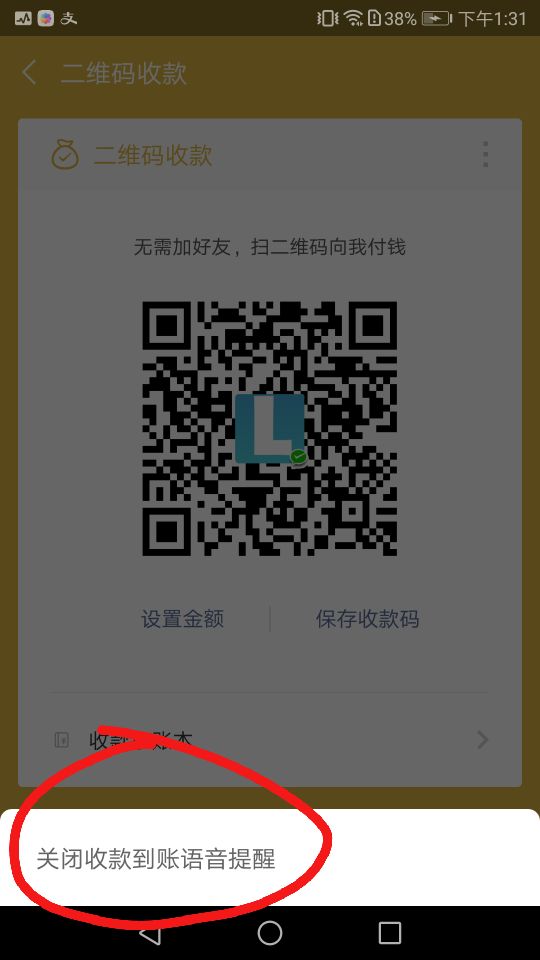 支 38% 下午1:31
二维码收款
二维码收款
无需加好友，扫二维码向我付钱
L
设置金额 保存收款码
收款 账本
关闭收款到账语音提醒